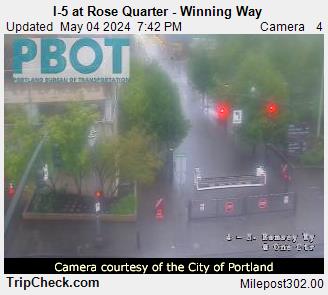 I-5 at Rose Quarter - Winning Way
Updated May 04 2024 7:42 PM Camera 4
PBOT
PORTLAND BUREAU OF TRANSPORTATION
Camera courtesy of the City of Portland
TripCheck.com Milepost302.00